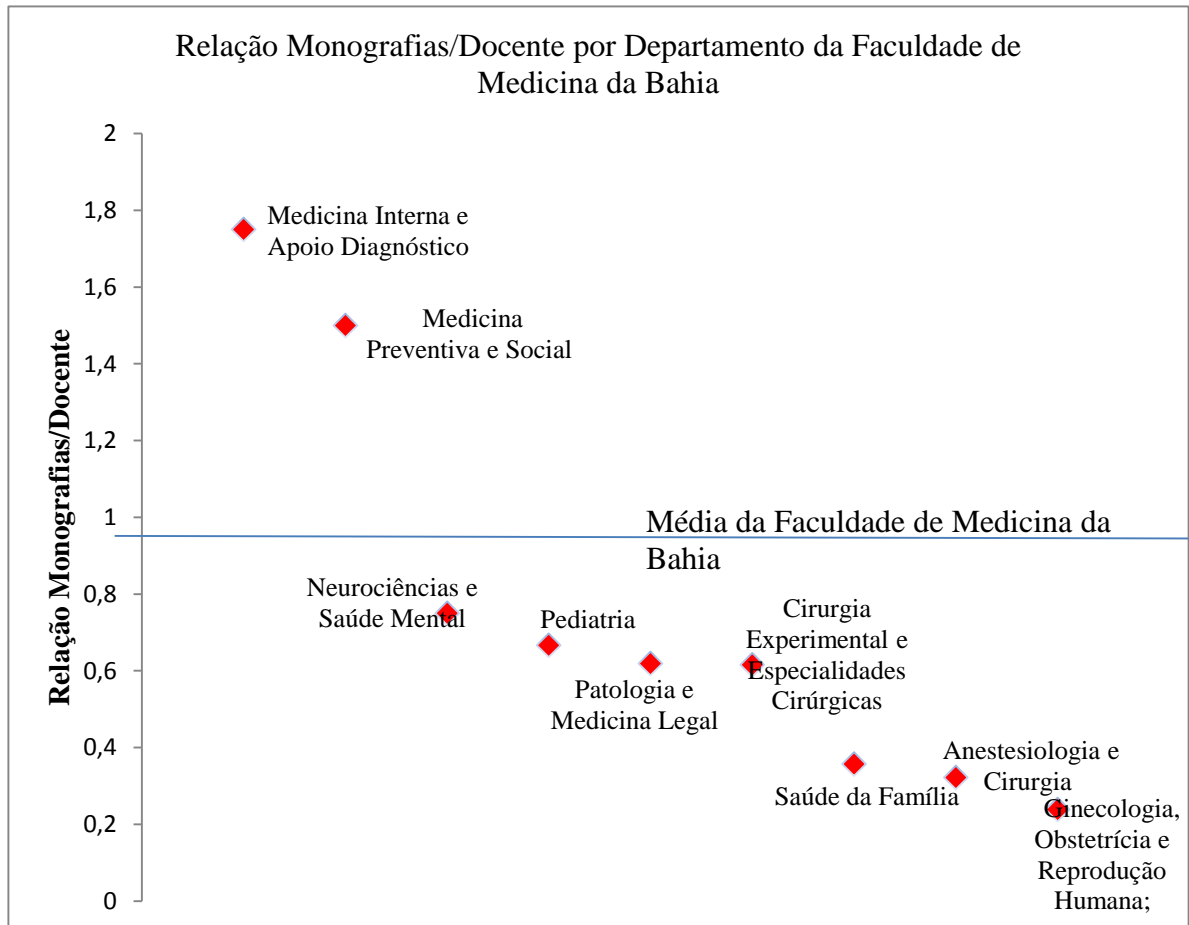 Relação Monografias/Docente por Departamento da Faculdade de
Medicina da Bahia
Relação Monografias/Docente
2
1,8
1,6
1,4
1,2
1
0,8
0,6
0,4
0,2
0
Medicina Interna e
Apoio Diagnóstico
Medicina
Preventiva e Social
Média da Faculdade de Medicina da
Bahia
Neurociências e
Saúde Mental
Pediatria
Patologia e
Medicina Legal
Cirurgia
Experimental e
Especialidades
Cirúrgicas
Saúde da Família
Anestesiologia e
Cirurgia
Ginecologia,
Obstetrícia e
Reprodução
Humana;